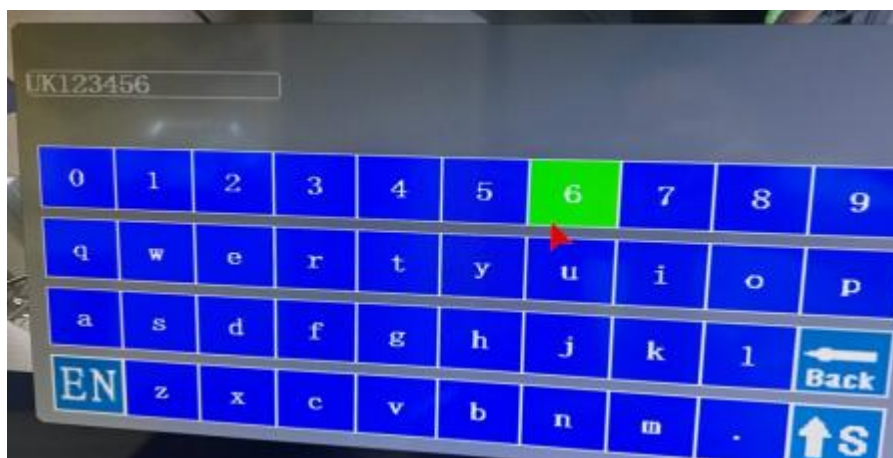 UK123456
0 1 2 3 4 5 6 7 8 9
q w e r t y u i o p
a s d f g h j k l Back
EN z x c v b n m . S